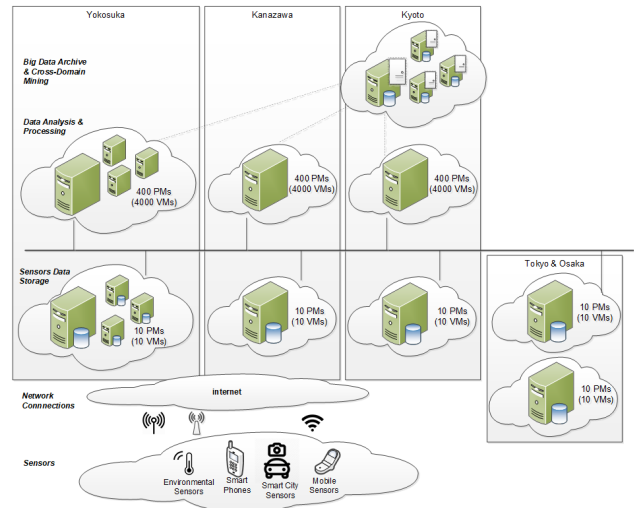 Yokosuka
Kanazawa
Kyoto
Big Data Archive
& Cross-Domain
Mining
Data Analysis &
Processing
400 PMs
(4000 VMs)
400 PMs
(4000 VMs)
400 PMs
(4000 VMs)
Sensors Data
Storage
10 PMs
(10 VMs)
10 PMs
(10 VMs)
10 PMs
(10 VMs)
Tokyo & Osaka
10 PMs
(10 VMs)
10 PMs
(10 VMs)
Network
Connnections
internet
Sensors
Environmental
Sensors
Smart
Phones
Smart City
Sensors
Mobile
Sensors